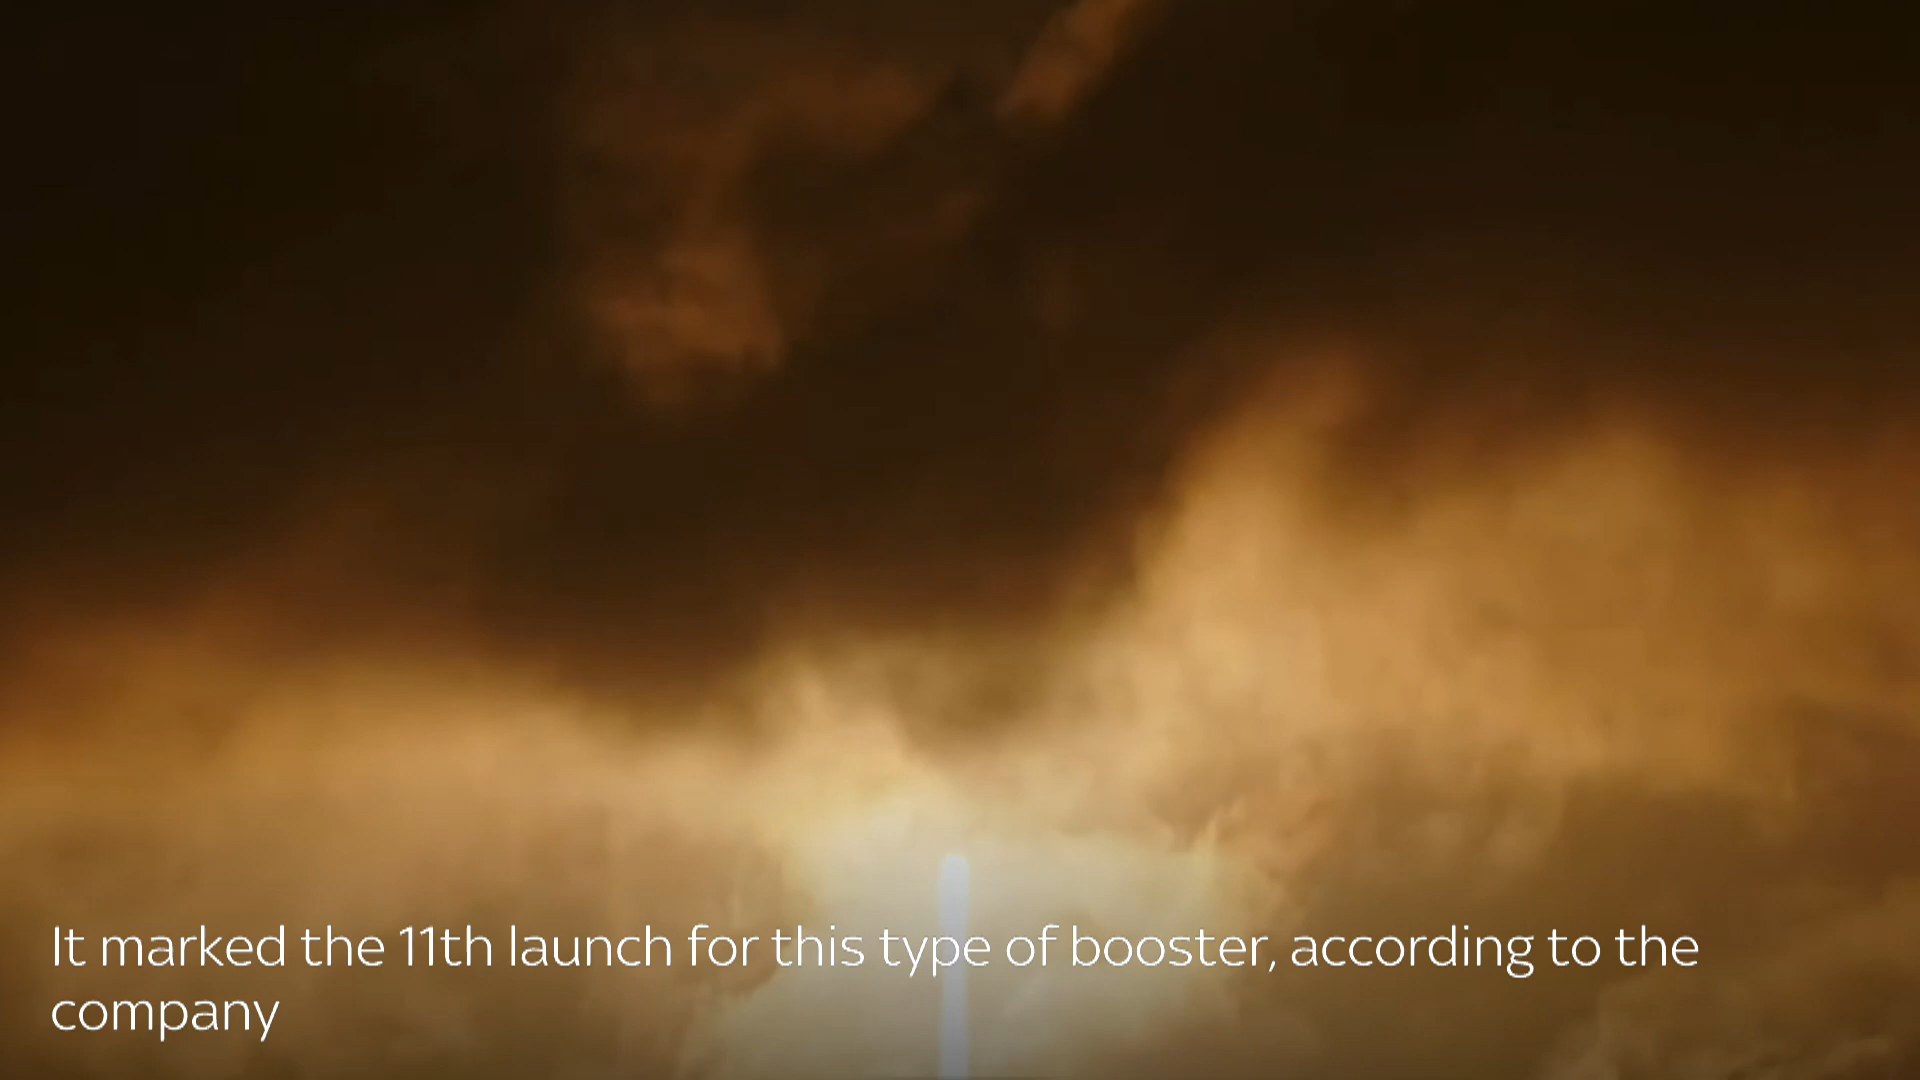 It marked the 11th launch for this type of booster, according to the
company